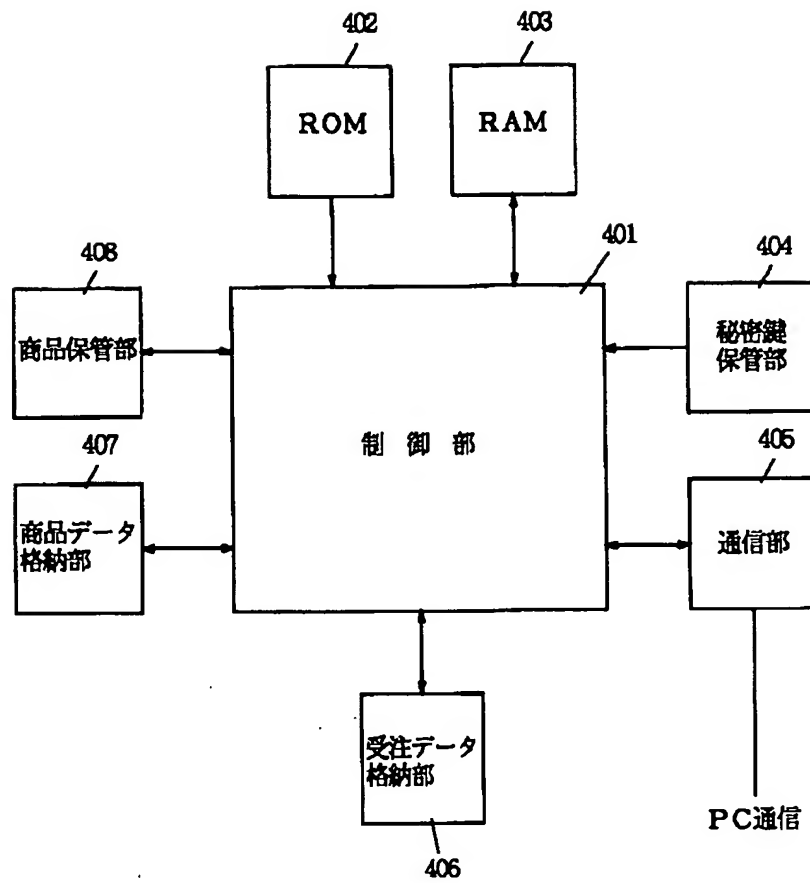 402
403
ROM
RAM
401
408
404
商品保管部
秘密鍵
保管部
制御部
407
405
商品データ
格納部
通信部
受注データ
格納部
PC通信
406